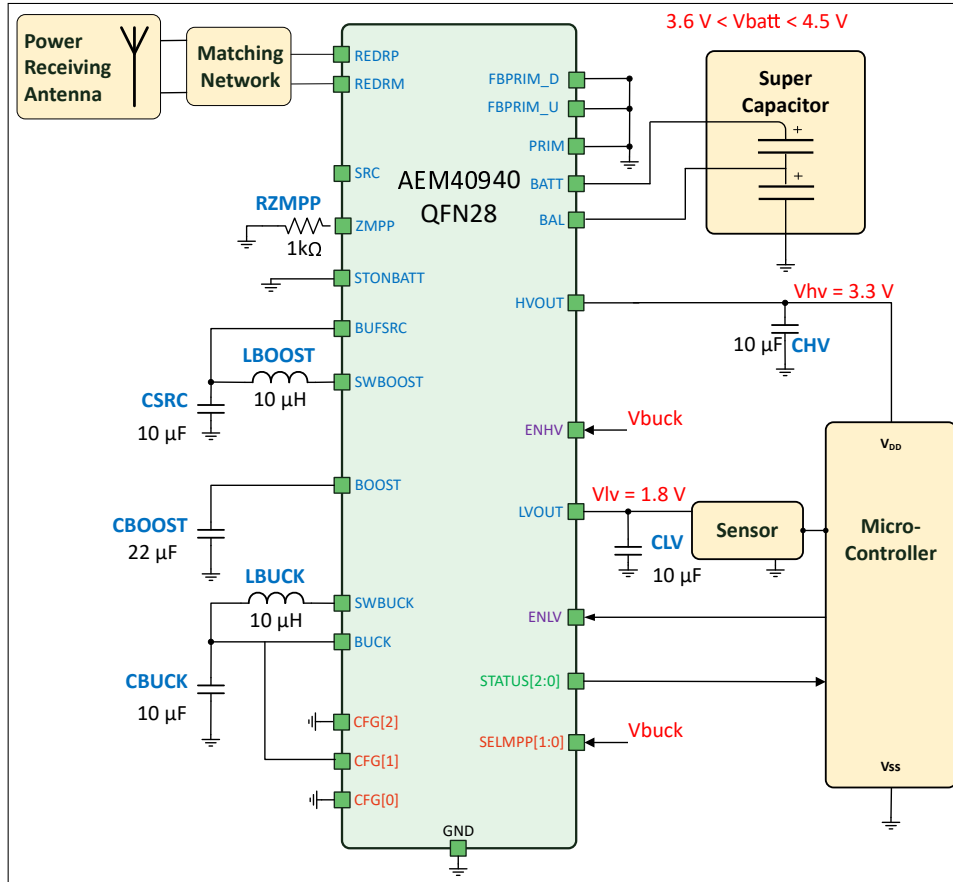 Power
Receiving
Antenna
Matching
Network
REDRP
REDRM
SRC
RZMPP
1kΩ
ZMPP
STONBATT
BUFSRC
LBOOST
10 µH
SWBOOST
CSRC
10 µF
BOOST
CBOOST
22 µF
LBUCK
10 µH
SWBUCK
BUCK
CBUCK
10 µF
CFG[2]
CFG[1]
CFG[0]
AEM40940
QFN28
GND
3.6 V < Vbatt < 4.5 V
FBPRIM_D
FBPRIM_U
PRIM
BATT
BAL
Super
Capacitor
+
+
HVOUT
Vhv = 3.3 V
10 µF
CHV
ENHV
Vbuck
LVOUT
Vlv = 1.8 V
CLV
10 µF
Sensor
ENLV
STATUS[2:0]
SELMPP[1:0]
Vbuck
VDD
Micro-
Controller
Vss